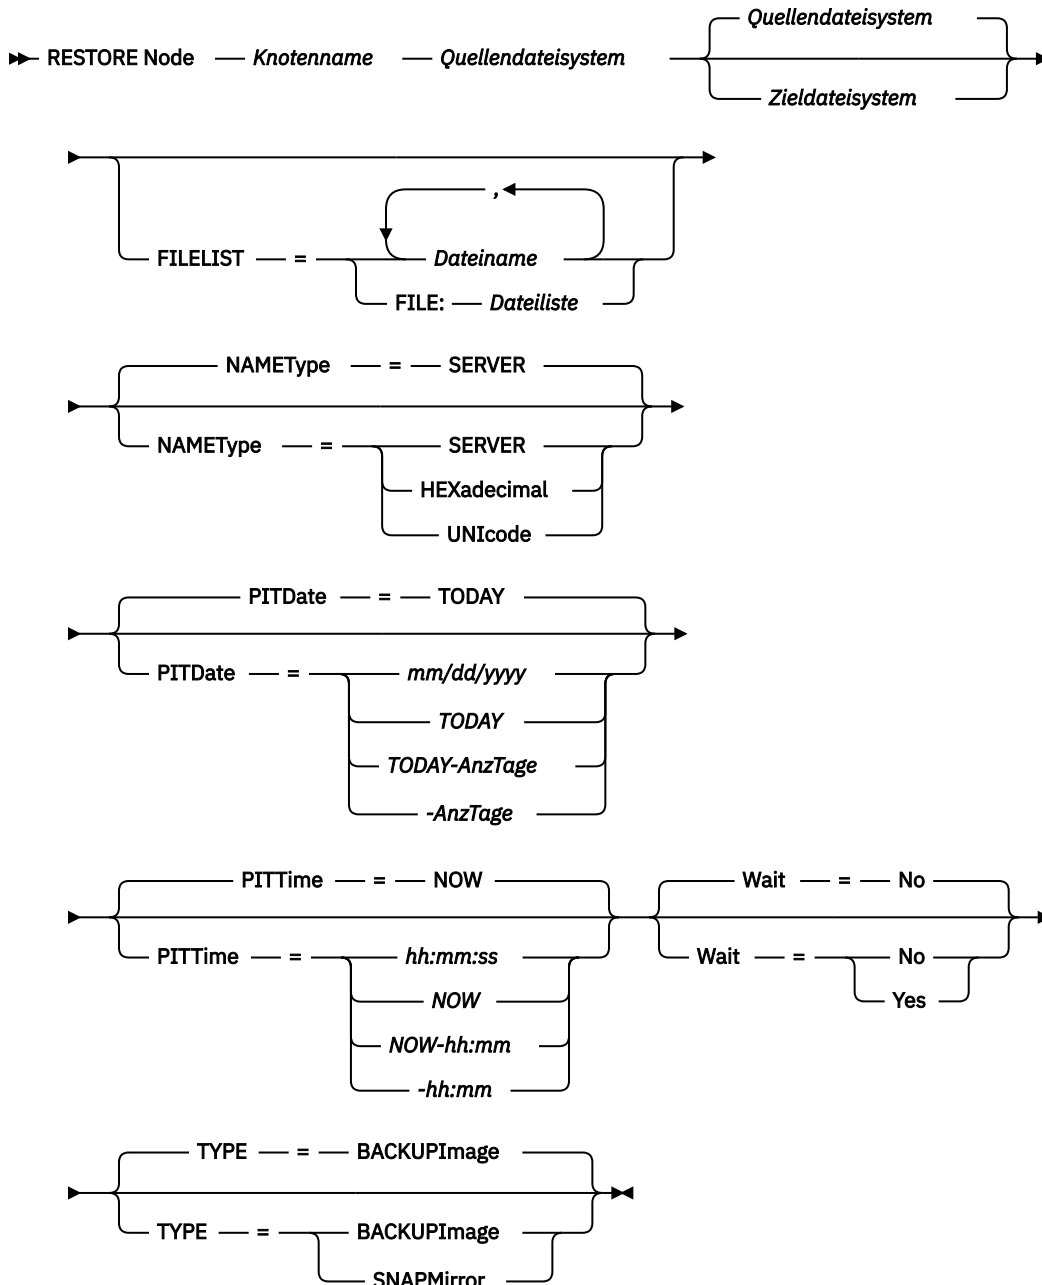 Quellendateisystem
RESTORE Node Knotenname Quellendateisystem
Zieldateisystem
,
FILELIST = Dateiname
FILE: Dateiliste
NAMEType = SERVER
NAMEType = SERVER
HEXadecimal
UNIcode
PITDate = TODAY
PITDate = mm/dd/yyyy
TODAY
TODAY-AnzTage
-AnzTage
PITTime = NOW Wait = No
PITTime = hh:mm:ss Wait = No
NOW Yes
NOW-hh:mm
-hh:mm
TYPE = BACKUPImage
TYPE = BACKUPImage
SNAPMirror